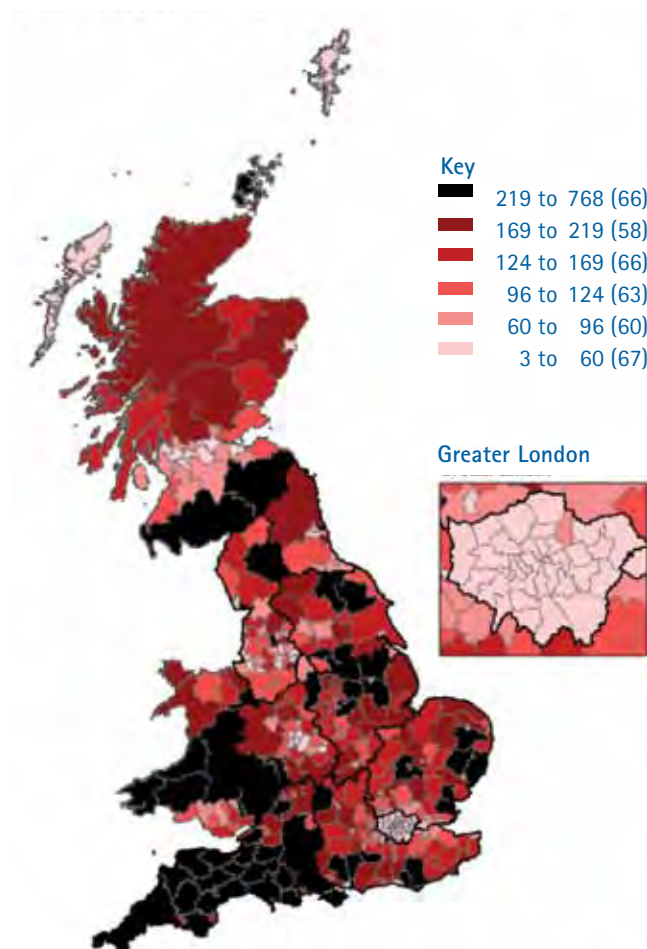 Key
219 to 768 (66)
169 to 219 (58)
124 to 169 (66)
96 to 124 (63)
60 to 96 (60)
3 to 60 (67)
Greater London